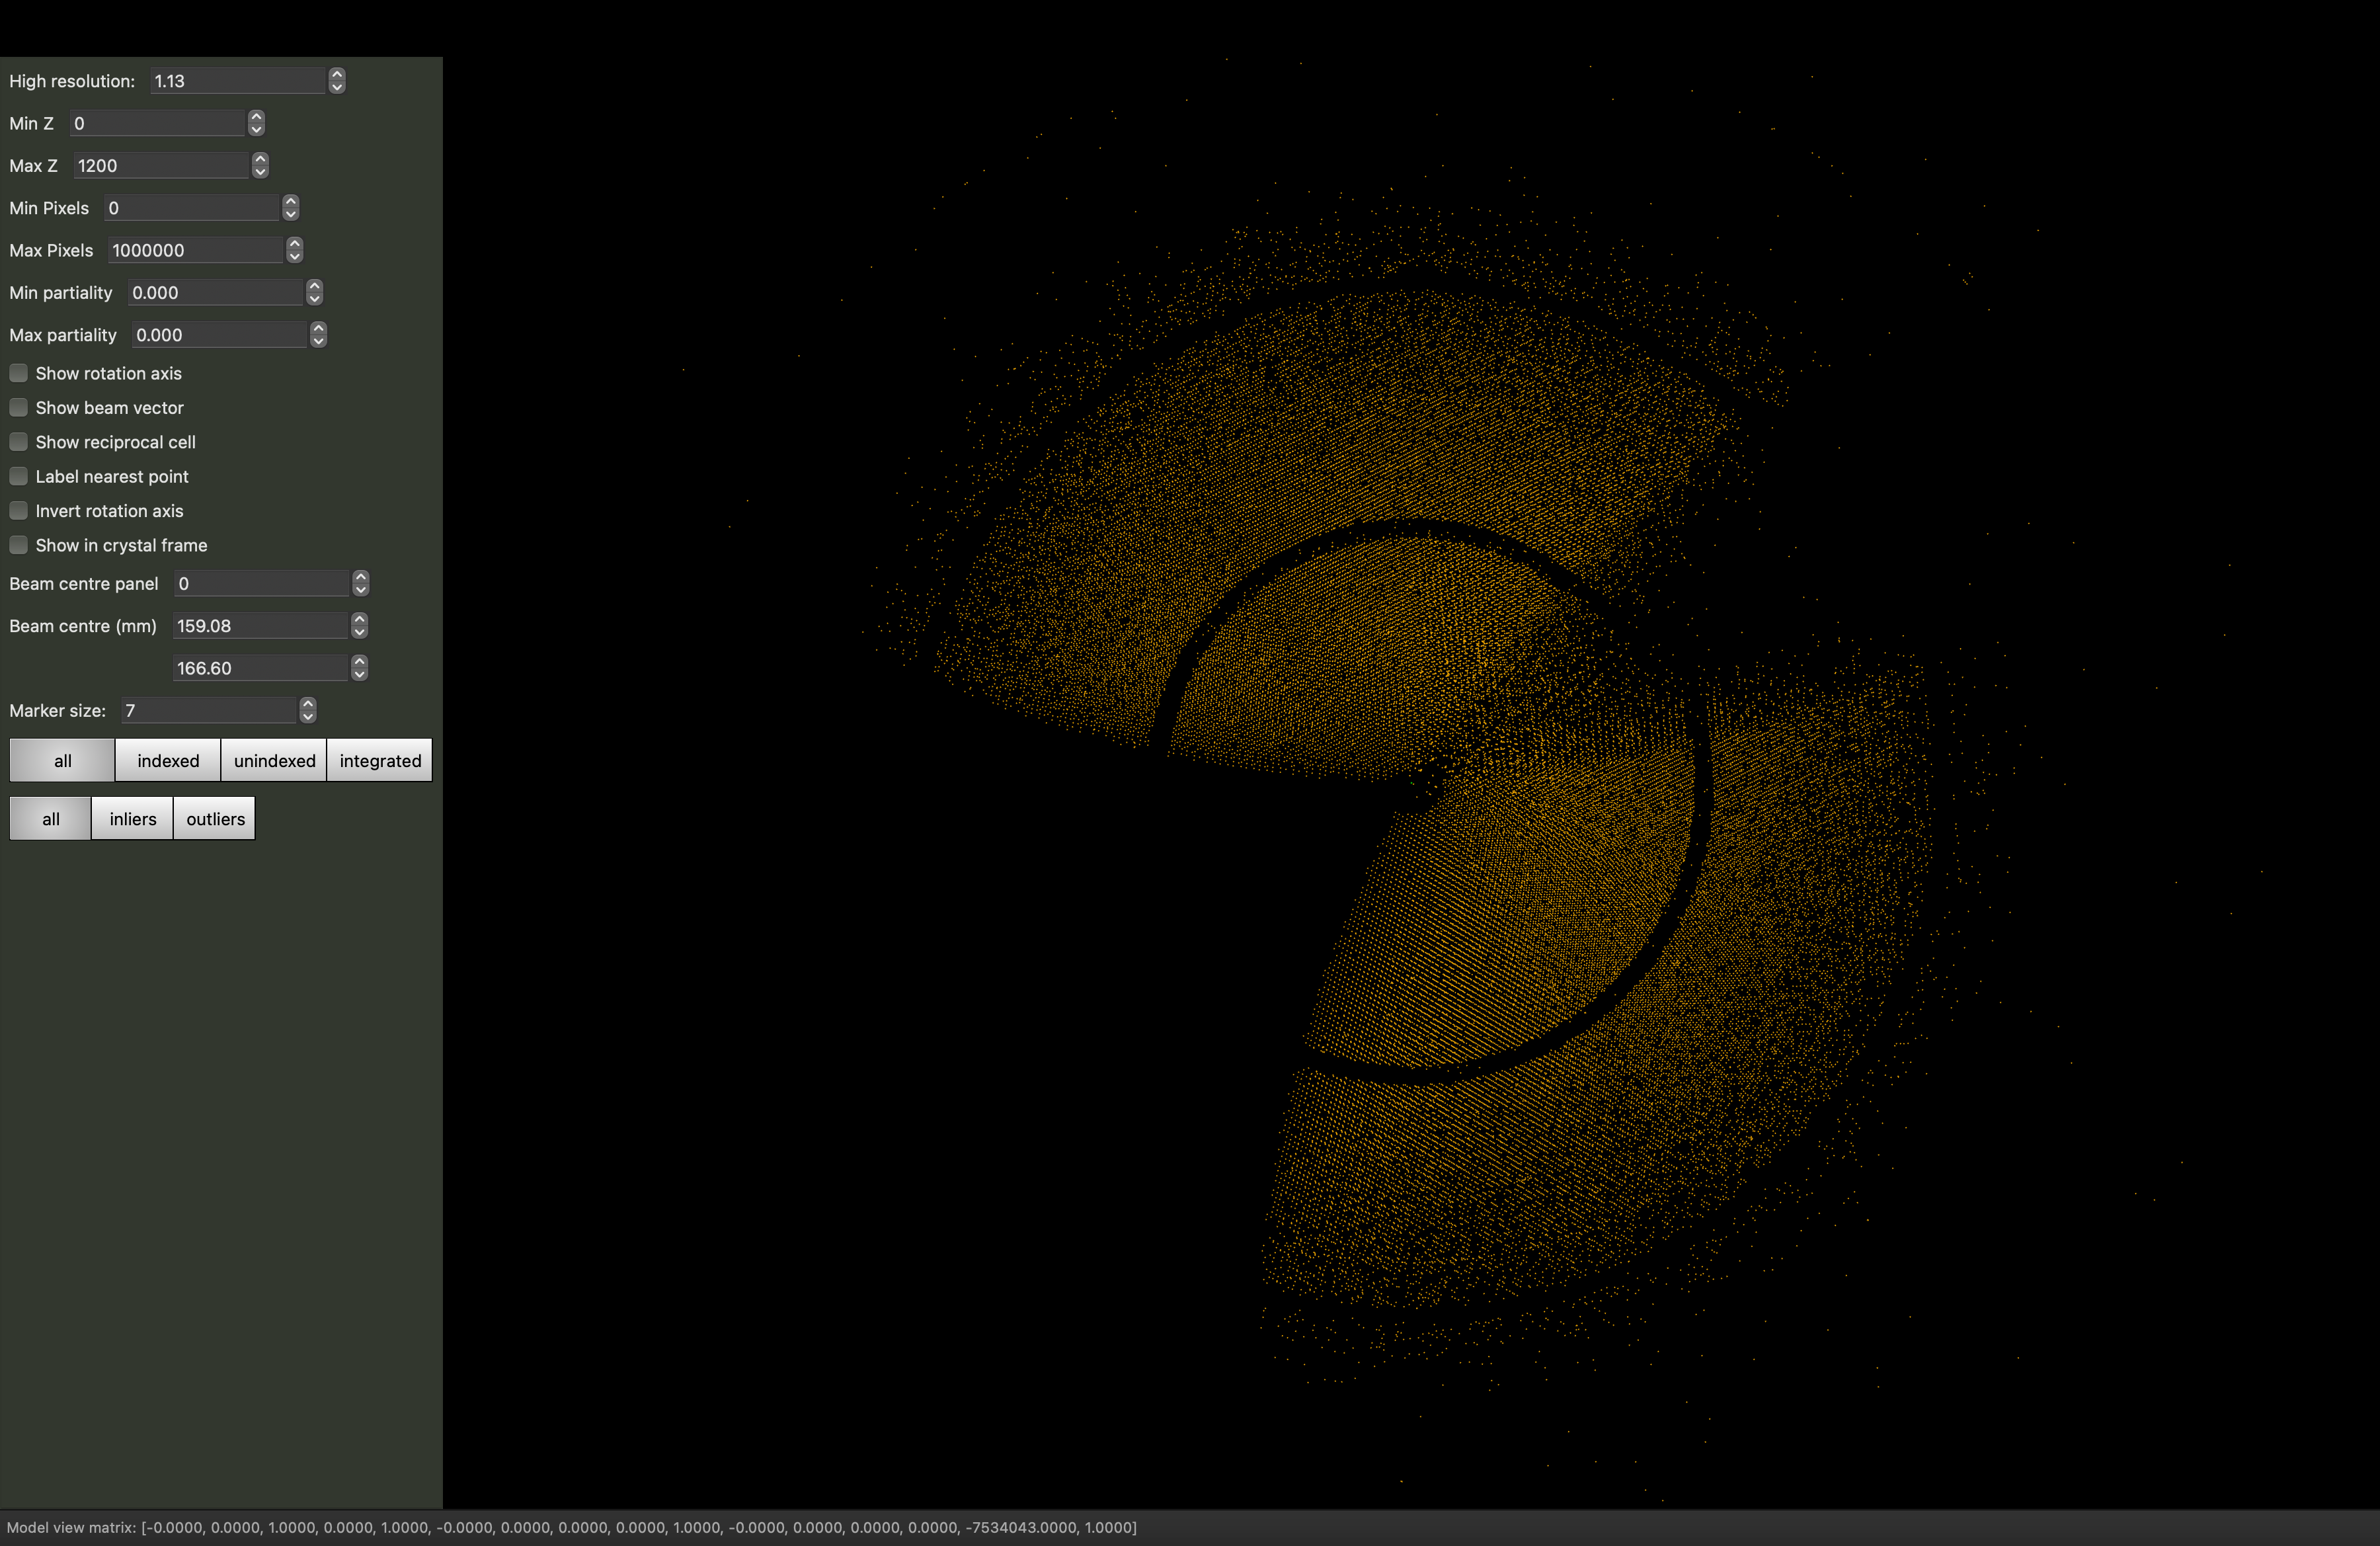 High resolution: 1.13
Min Z 0
Max Z 1200
Min Pixels 0
Max Pixels 1000000
Min partiality 0.000
Max partiality 0.000
Show rotation axis
Show beam vector
Show reciprocal cell
Label nearest point
Invert rotation axis
Show in crystal frame
Beam centre panel 0
Beam centre (mm) 159.08
166.60
Marker size: 7
all indexed unindexed integrated
all inliers outliers
Model view matrix: [-0.0000, 0.0000, 1.0000, 0.0000, 1.0000, -0.0000, 0.0000, 0.0000, 0.0000, 1.0000, -0.0000, 0.0000, 0.0000, 0.0000, -7534043.0000, 1.0000]